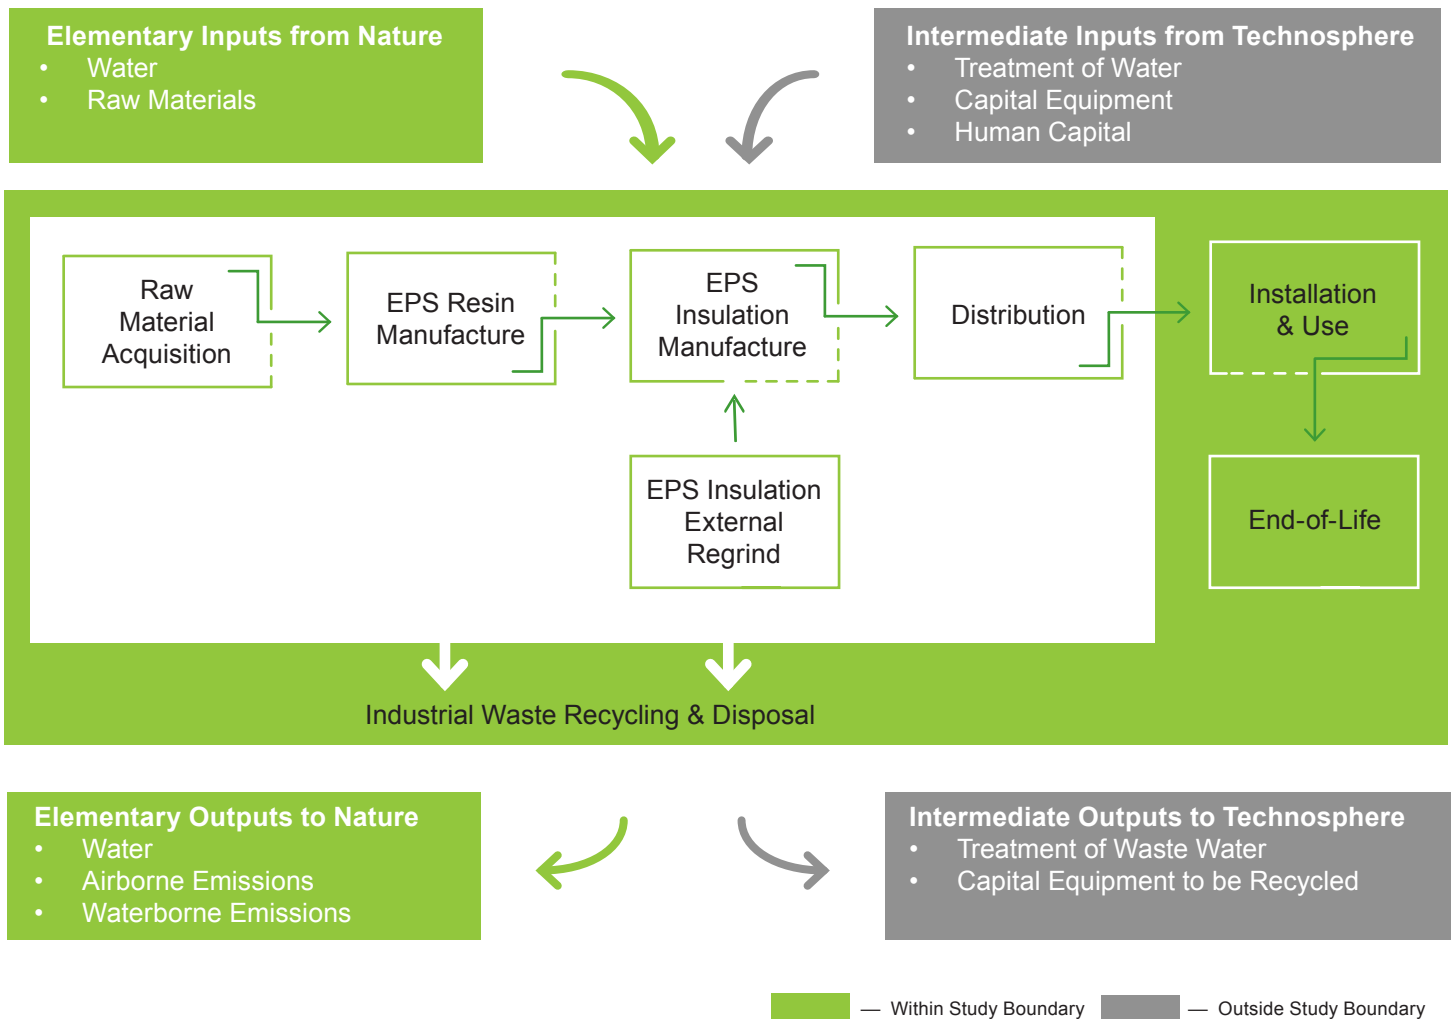 Elementary Inputs from Nature
• Water
• Raw Materials
Intermediate Inputs from Technosphere
• Treatment of Water
• Capital Equipment
• Human Capital
Raw
Material
Acquisition
EPS Resin
Manufacture
EPS
Insulation
Manufacture
Distribution
Installation
& Use
EPS Insulation
External
Regrind
End-of-Life
Industrial Waste Recycling & Disposal
Elementary Outputs to Nature
• Water
• Airborne Emissions
• Waterborne Emissions
Intermediate Outputs to Technosphere
• Treatment of Waste Water
• Capital Equipment to be Recycled
— Within Study Boundary
— Outside Study Boundary